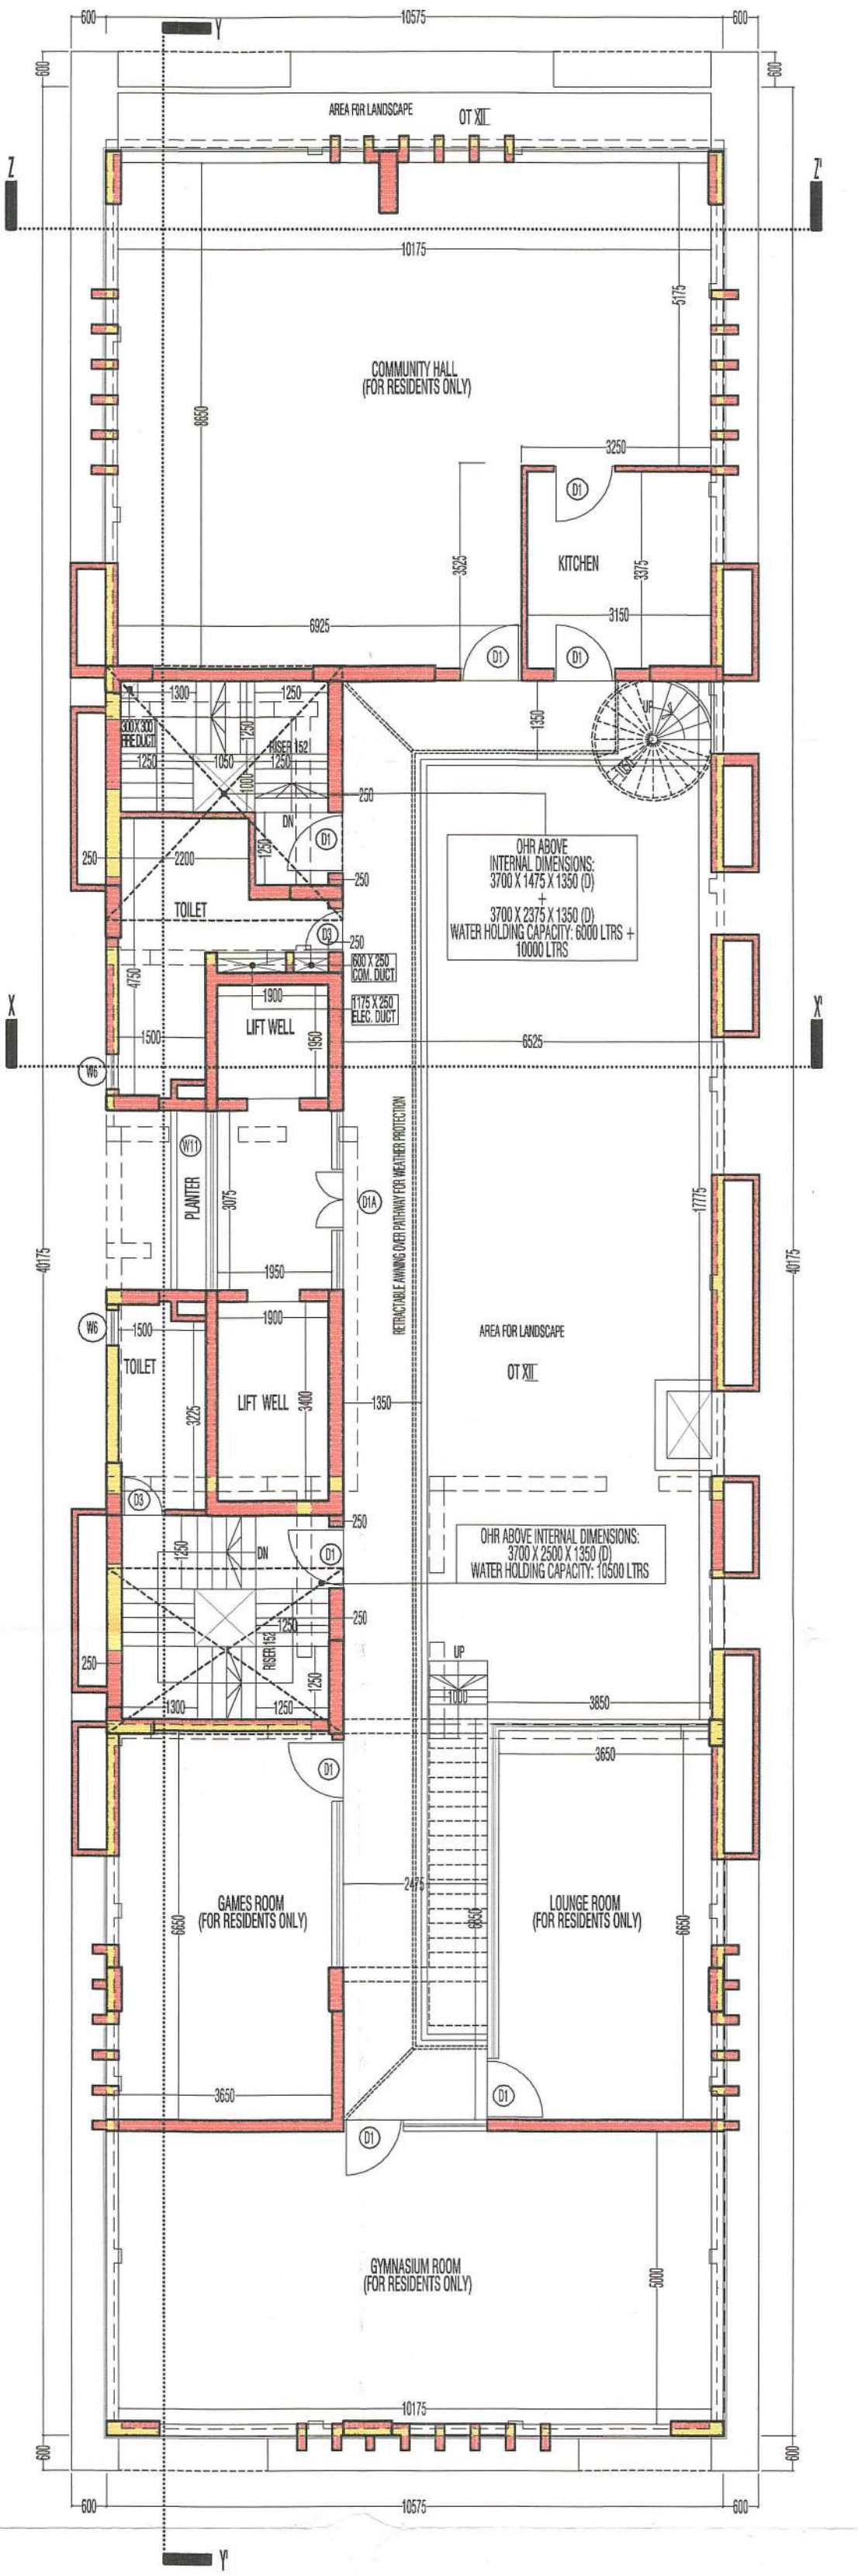 600
10575
600
Y
600
600
AREA FOR LANDSCAPE
OT XII
Z
Z'
10175
5175
COMMUNITY HALL
(FOR RESIDENTS ONLY)
8650
3250
D1
3525
KITCHEN
3375
3150
6925
D1
D1
1300
1250
1350
UP
300X300
FIRE DUCT
1250
RISER 152
1250
1050
1250
1000
1050
250
DN
D1
1250
250
2200
250
OHR ABOVE
INTERNAL DIMENSIONS:
3700 X 1475 X 1350 (D)
+
3700 X 2375 X 1350 (D)
WATER HOLDING CAPACITY: 6000 LTRS +
10000 LTRS
TOILET
D3
250
600 X 250
COM. DUCT
4750
1900
1175 X 250
ELEC. DUCT
X
X'
LIFT WELL
1500
1950
6525
W6
RETRACTABLE AWNING OVER PATHWAY FOR WEATHER PROTECTION
W11
PLANTER
3075
D1A
17775
40175
40175
1950
1900
W6
1500
AREA FOR LANDSCAPE
TOILET
OT XII
LIFT WELL
3400
1350
3225
D3
250
1250
DN
D1
OHR ABOVE INTERNAL DIMENSIONS:
3700 X 2500 X 1350 (D)
WATER HOLDING CAPACITY: 10500 LTRS
1250
250
RISER 152
UP
250
1250
1000
1300
1250
3850
3650
D1
2475
GAMES ROOM
(FOR RESIDENTS ONLY)
6650
6850
LOUNGE ROOM
(FOR RESIDENTS ONLY)
6650
3650
D1
D1
GYMNASIUM ROOM
(FOR RESIDENTS ONLY)
5000
10175
600
600
600
10575
600
Y'